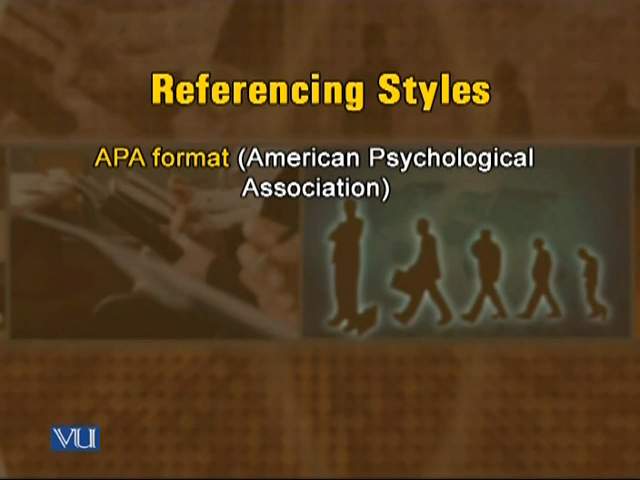 Referencing Styles
APA format (American Psychological
Association)
VU